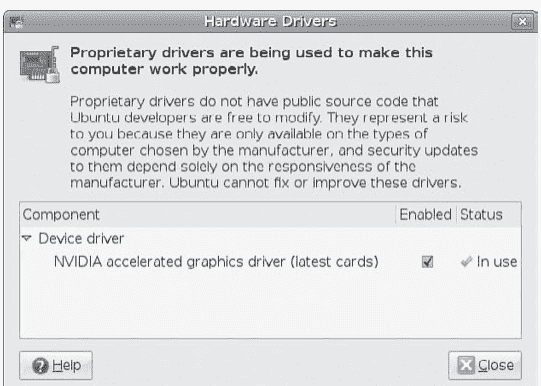 Hardware Drivers
Proprietary drivers are being used to make this
computer work properly.
Proprietary drivers do not have public source code that
Ubuntu developers are free to modify. They represent a risk
to you because they are only available on the types of
computer chosen by the manufacturer, and security updates
to them depend solely on the responsiveness of the
manufacturer. Ubuntu cannot fix or improve these drivers.
Component Enabled Status
Device driver
NVIDIA accelerated graphics driver (latest cards) In use
Help Close